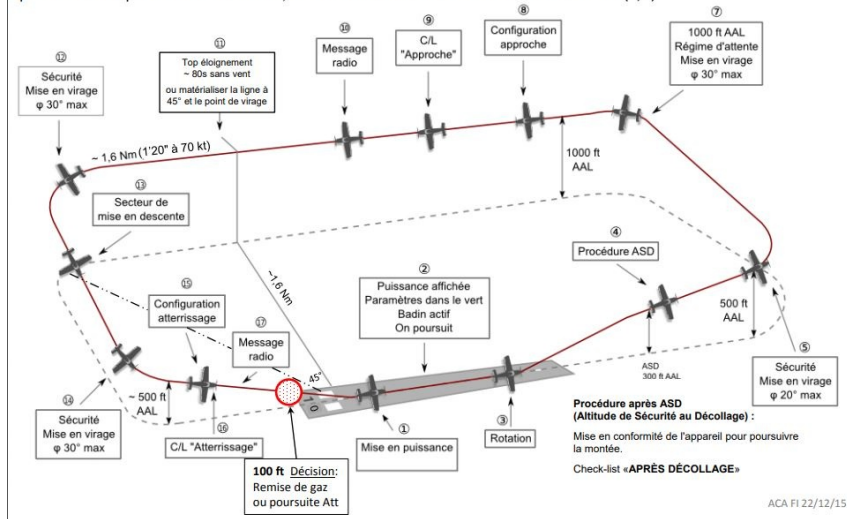 ①
Mise en puissance
②
Puissance affichée
Paramètres dans le vert
Badin actif
On poursuit
③
Rotation
④
Procédure ASD
ASD
300 ft AAL
500 ft
AAL
⑤
Sécurité
Mise en virage
φ 20° max
⑦
1000 ft AAL
Régime d'attente
Mise en virage
φ 30° max
1000 ft
AAL
⑧
Configuration
approche
⑨
C/L
"Approche"
⑩
Message
radio
⑪
Top éloignement
~ 80s sans vent
ou matérialiser la ligne à
45° et le point de virage
~ 1,6 Nm (1'20" à 70 kt)
~1,6 Nm
⑫
Sécurité
Mise en virage
φ 30° max
⑬
Secteur de
mise en descente
⑭
Sécurité
Mise en virage
φ 30° max
~ 500 ft
AAL
⑮
Configuration
atterrissage
⑯
C/L "Atterrissage"
⑰
Message
radio
45°
1 0
100 ft Décision:
Remise de gaz
ou poursuite Att
Procédure après ASD
(Altitude de Sécurité au Décollage) :
Mise en conformité de l'appareil pour poursuivre
la montée.
Check-list «APRÈS DÉCOLLAGE»
ACA FI 22/12/15